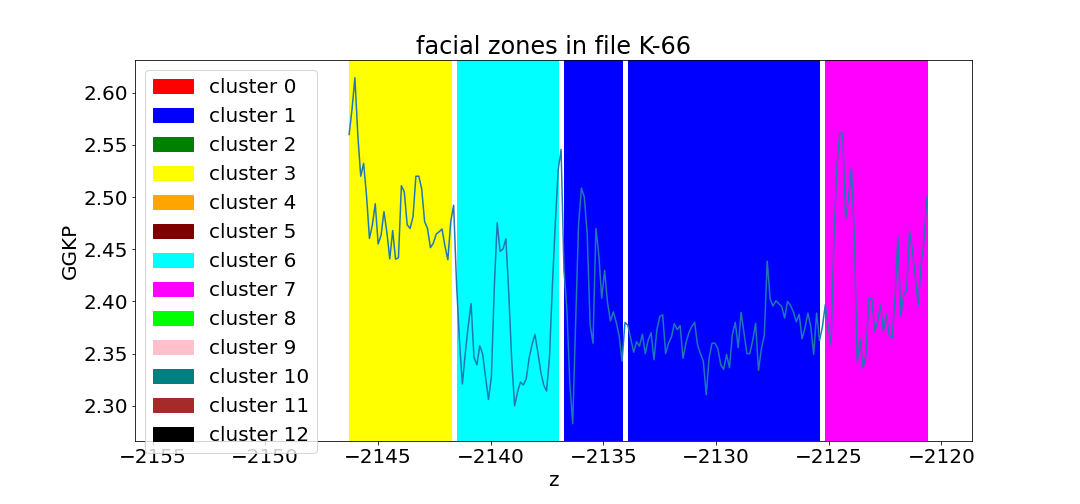 facial zones in file K-66
GGKP
2.60
2.55
2.50
2.45
2.40
2.35
2.30
cluster 0
cluster 1
cluster 2
cluster 3
cluster 4
cluster 5
cluster 6
cluster 7
cluster 8
cluster 9
cluster 10
cluster 11
cluster 12
−2155 −2150 −2145 −2140 −2135 −2130 −2125 −2120
z